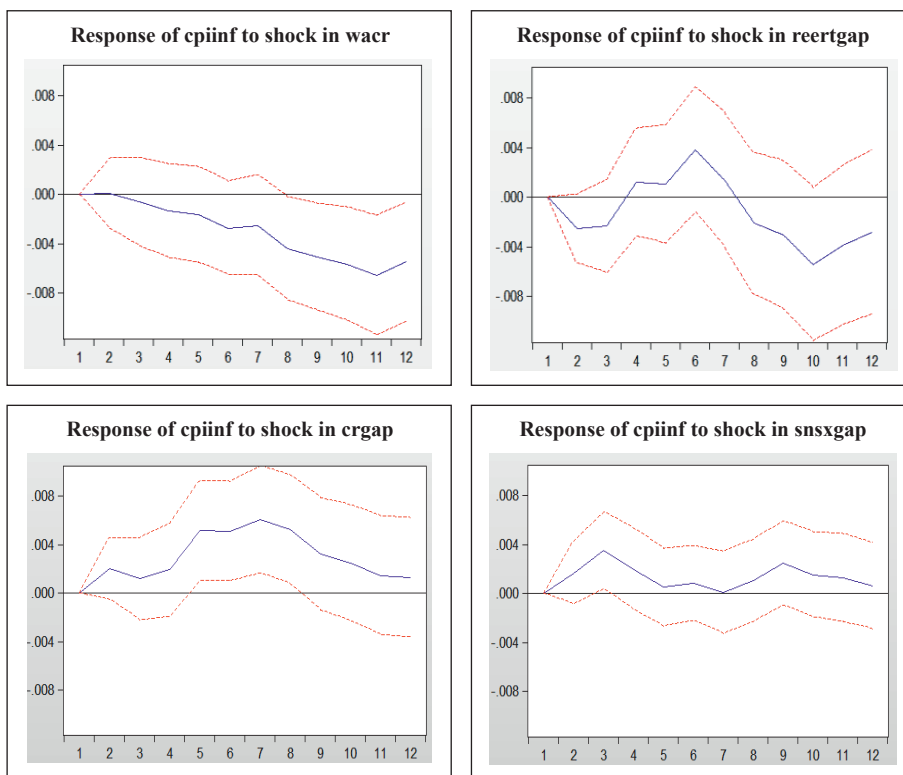 Response of cpiinf to shock in wacr
.008
.004
.000
-.004
-.008
1 2 3 4 5 6 7 8 9 10 11 12
Response of cpiinf to shock in reertgap
.008
.004
.000
-.004
-.008
1 2 3 4 5 6 7 8 9 10 11 12
Response of cpiinf to shock in crgap
.008
.004
.000
-.004
-.008
1 2 3 4 5 6 7 8 9 10 11 12
Response of cpiinf to shock in snsxgap
.008
.004
.000
-.004
-.008
1 2 3 4 5 6 7 8 9 10 11 12